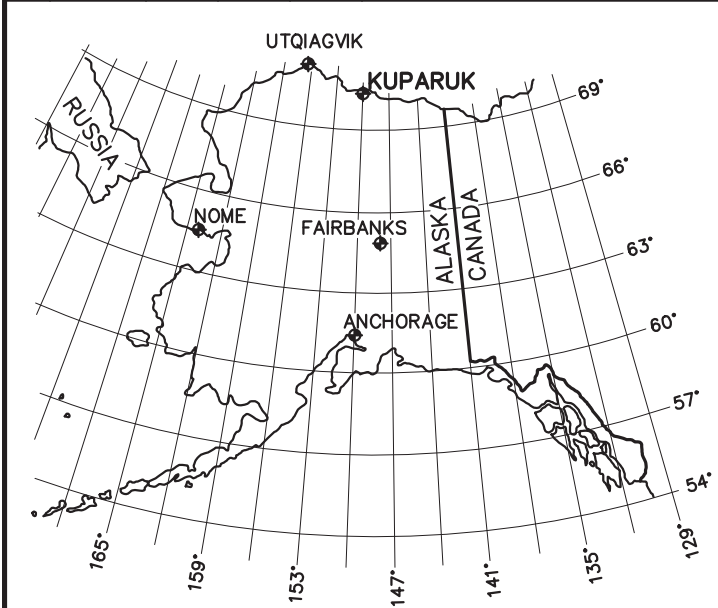 UTQIAGVIK
KUPARUK
69°
RUSSIA
66°
NOME
FAIRBANKS
ALASKA
CANADA
63°
ANCHORAGE
60°
57°
54°
165°
159°
153°
147°
141°
135°
129°